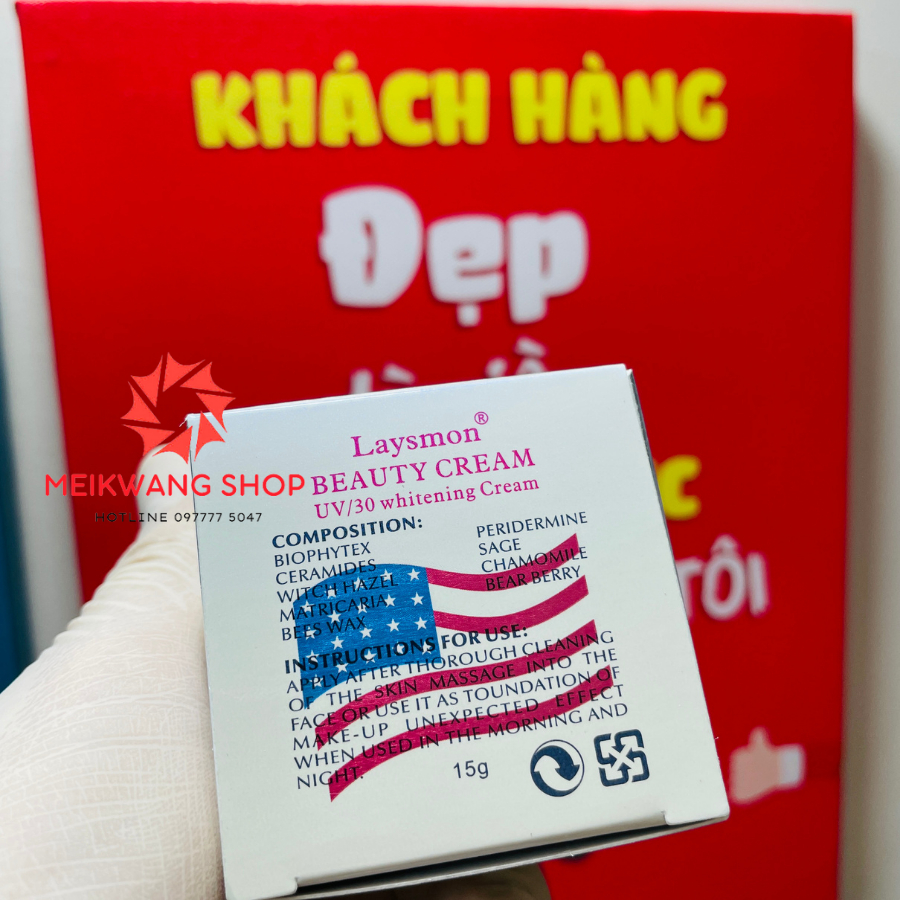 KHÁCH HÀNG
Đẹp
TÔI
MEIKWANG SHOP
HOTLINE 097777 5047
Laysmon®
BEAUTY CREAM
UV/30 whitening Cream
COMPOSITION:
BIOPHYTEX
CERAMIDES
WITCH HAZEL
MATRICARIA
BEES WAX
PERIDERMINE
SAGE
CHAMOMILE
BEAR BERRY
INSTRUCTIONS FOR USE:
APPLY AFTER THOROUGH CLEANING
OF THE SKIN MASSAGE INTO THE
FACE OR USE IT AS TOUNDATION OF
MAKE-UP UNEXPECTED EFFECT
WHEN USED IN THE MORNING AND
NIGHT.
15g